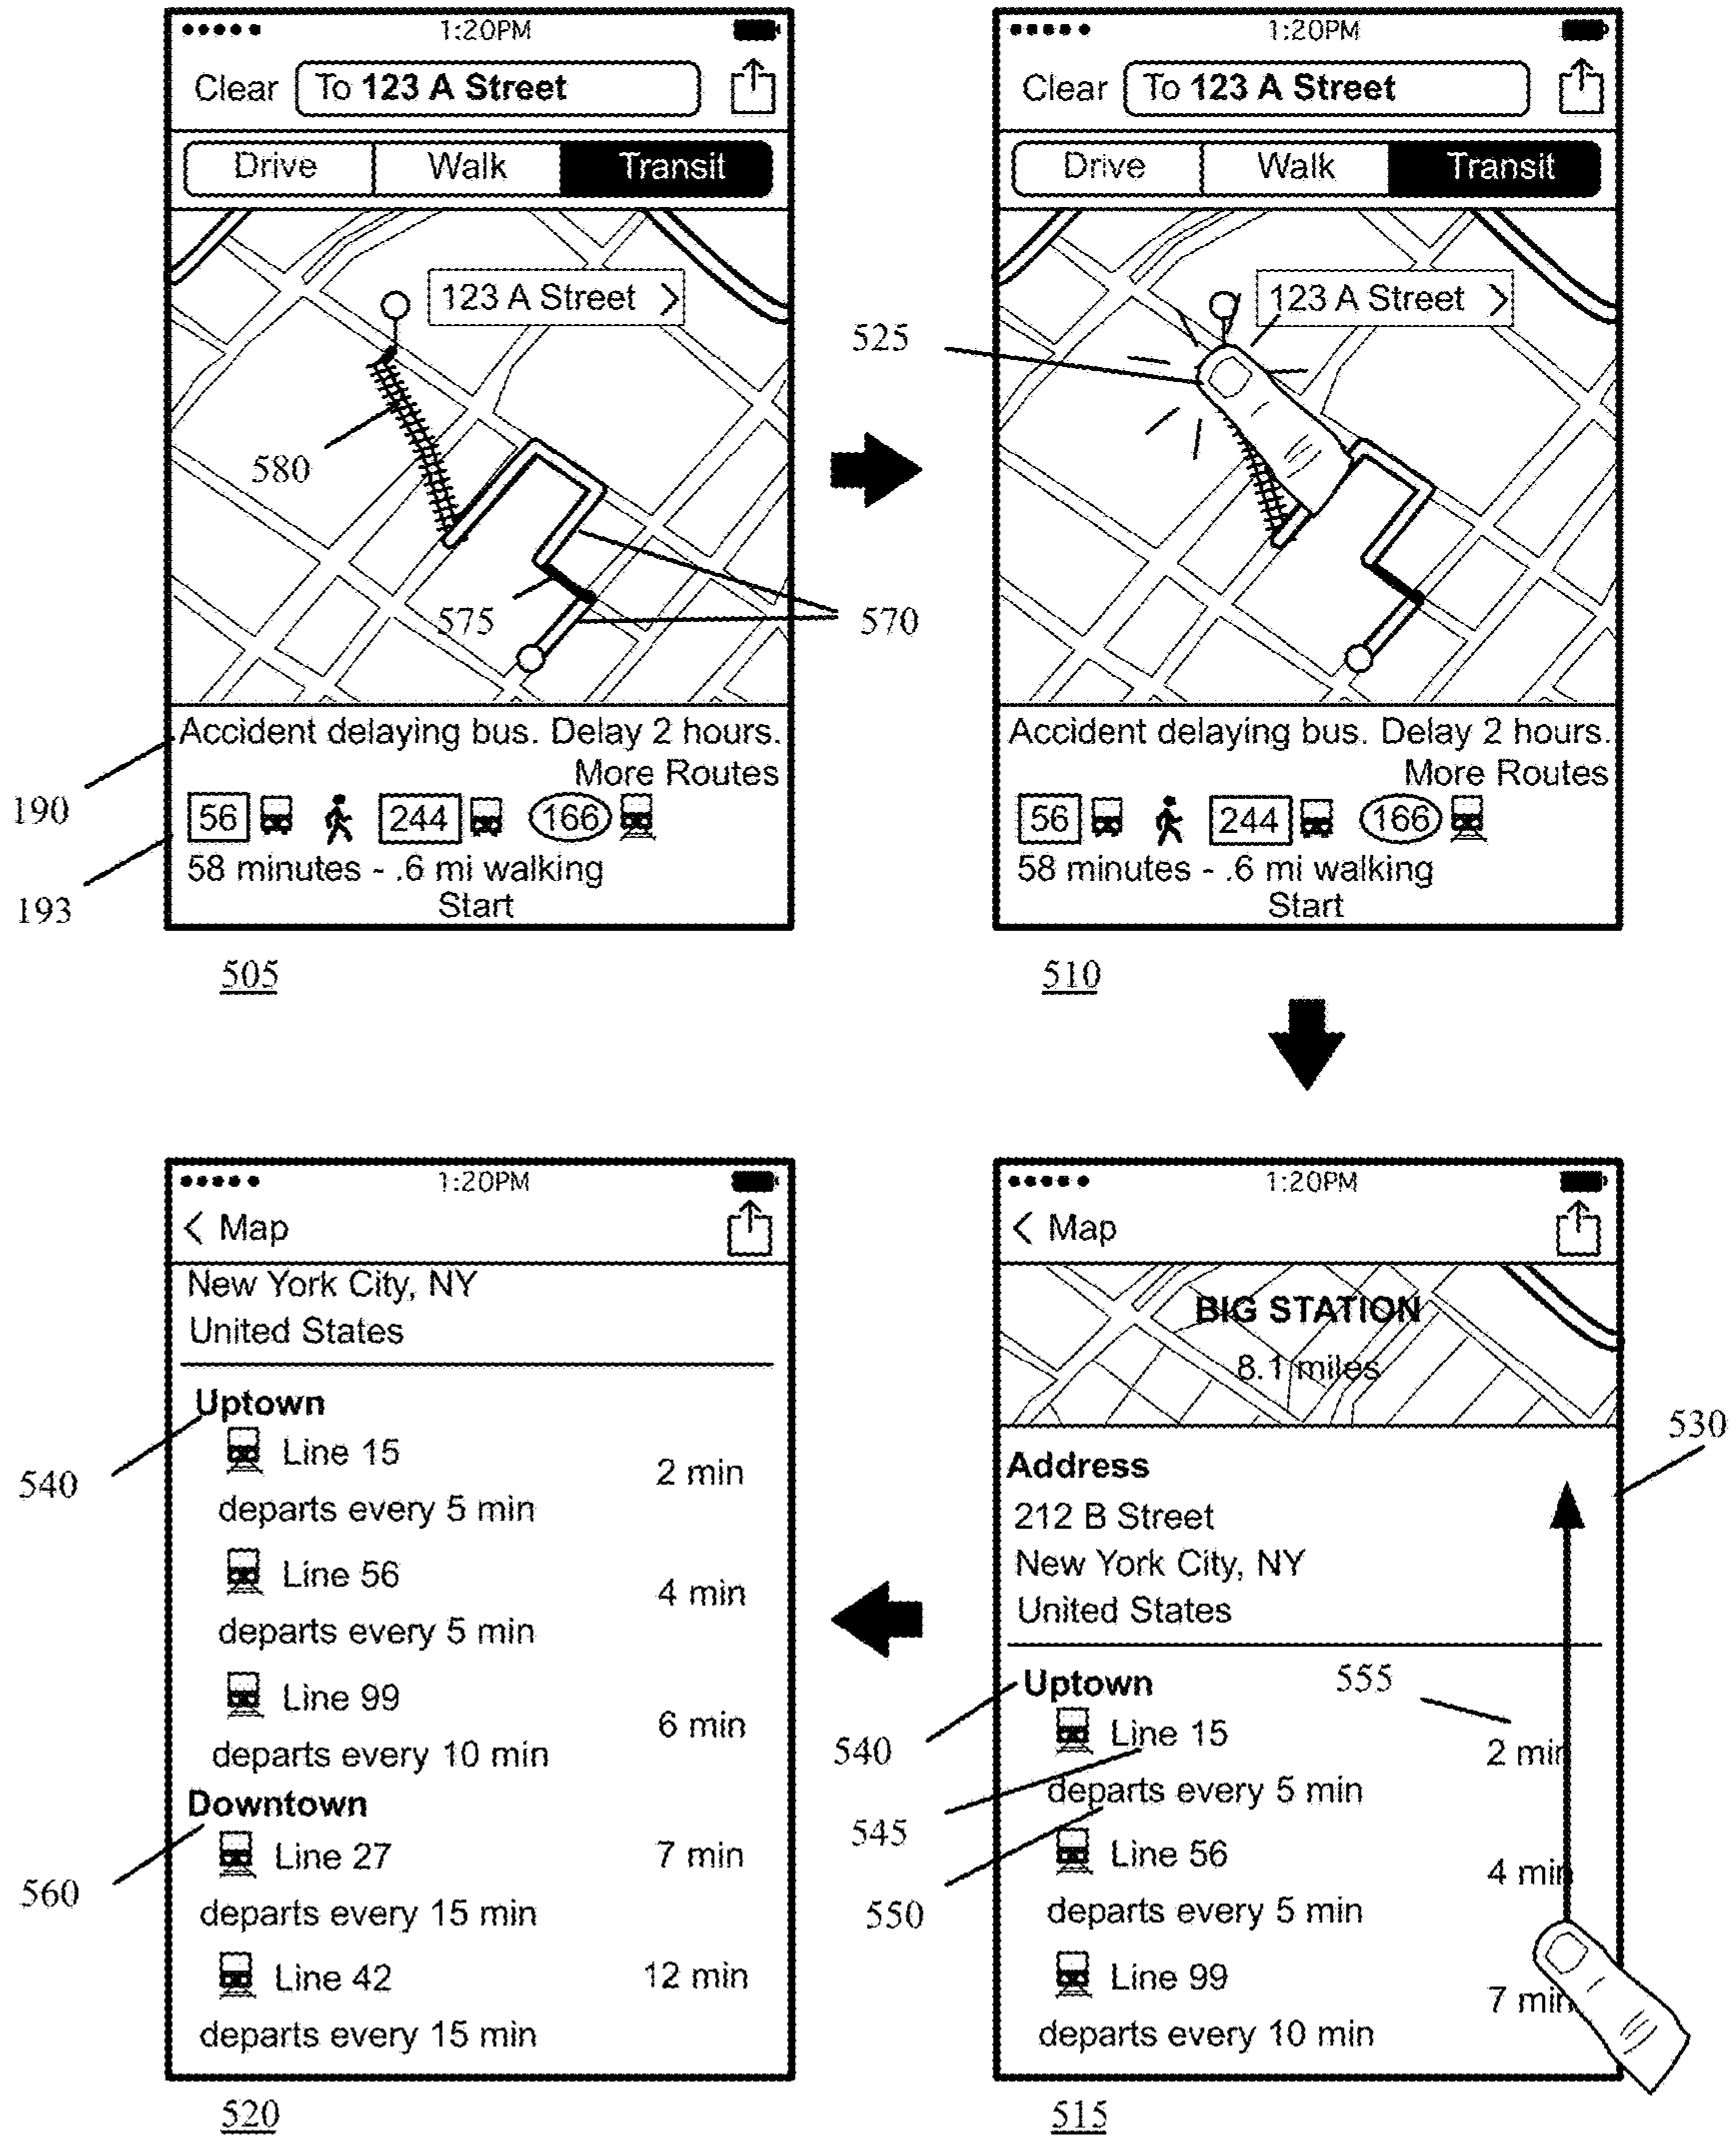 1:20PM
Clear To 123 A Street
Drive Walk Transit
123 A Street >
580
575
570
Accident delaying bus. Delay 2 hours.
More Routes
190
56 244 166
58 minutes - .6 mi walking
193
Start
505
1:20PM
Clear To 123 A Street
Drive Walk Transit
123 A Street >
525
Accident delaying bus. Delay 2 hours.
More Routes
56 244 166
58 minutes - .6 mi walking
Start
510
1:20PM
< Map
New York City, NY
United States
Uptown
540
Line 15
2 min
departs every 5 min
Line 56
4 min
departs every 5 min
Line 99
6 min
departs every 10 min
Downtown
560
Line 27 7 min
departs every 15 min
Line 42 12 min
departs every 15 min
520
1:20PM
< Map
BIG STATION
8.1 miles
530
Address
212 B Street
New York City, NY
United States
Uptown
555
540
Line 15
2 min
departs every 5 min
545
Line 56
4 min
550
departs every 5 min
Line 99
7 min
departs every 10 min
515